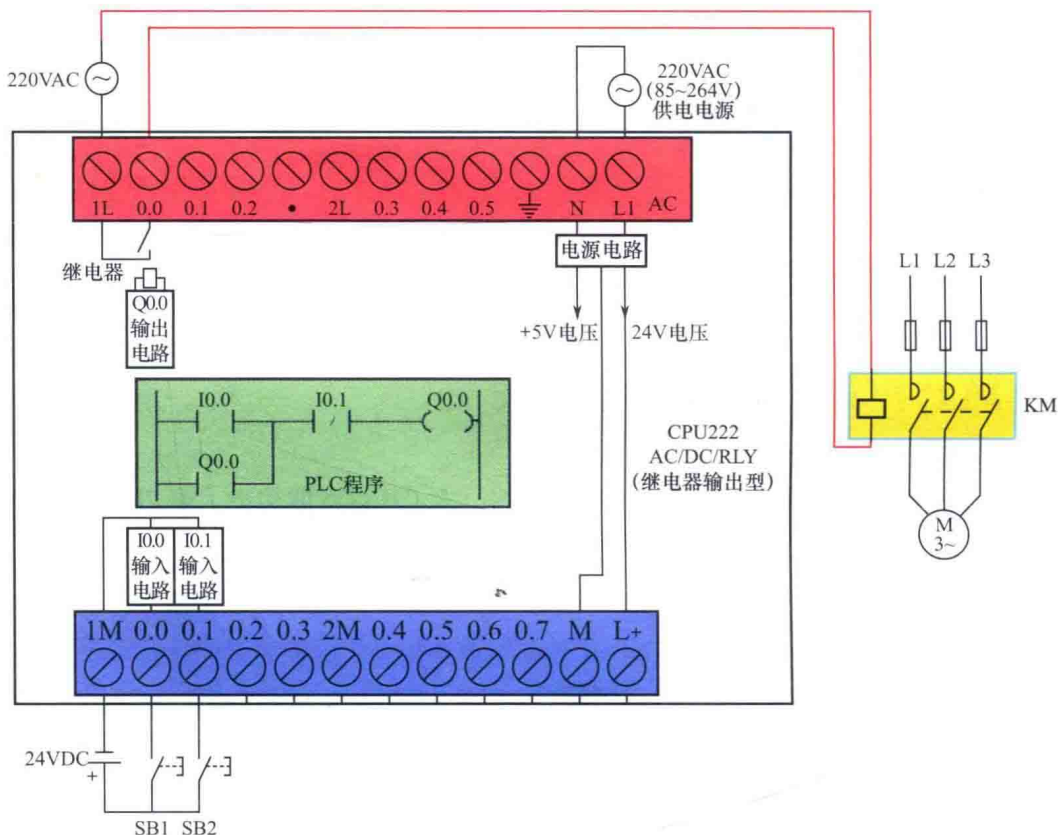 220VAC
220VAC
(85~264V)
供电电源
1L 0.0 0.1 0.2 • 2L 0.3 0.4 0.5 N L1 AC
继电器
电源电路
Q0.0
输出
电路
+5V电压
24V电压
L1 L2 L3
I0.0 I0.1 Q0.0
Q0.0
PLC程序
KM
CPU222
AC/DC/RLY
(继电器输出型)
M
3~
I0.0
输入
电路
I0.1
输入
电路
1M 0.0 0.1 0.2 0.3 2M 0.4 0.5 0.6 0.7 M L+
24VDC
+
SB1 SB2